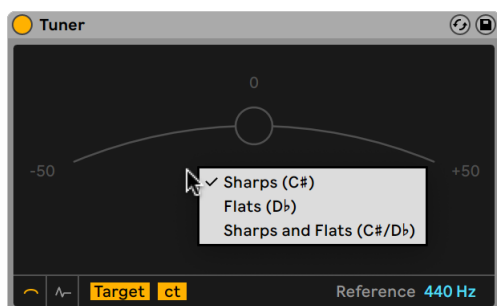 Tuner
0
-50
+50
✓ Sharps (C♯)
Flats (D♭)
Sharps and Flats (C♯/D♭)
Target ct Reference 440 Hz